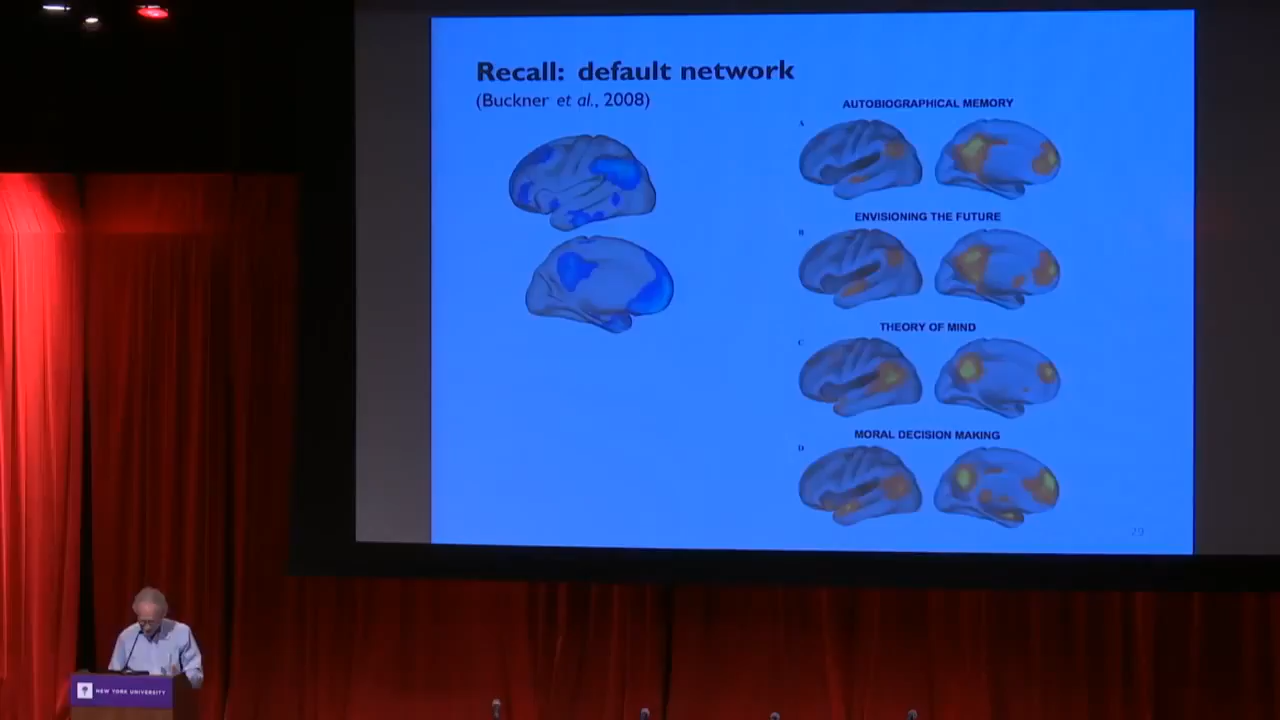 Recall: default network
(Buckner et al., 2008)
AUTOBIOGRAPHICAL MEMORY
A
ENVISIONING THE FUTURE
B
THEORY OF MIND
C
MORAL DECISION MAKING
D
29
NEW YORK UNIVERSITY